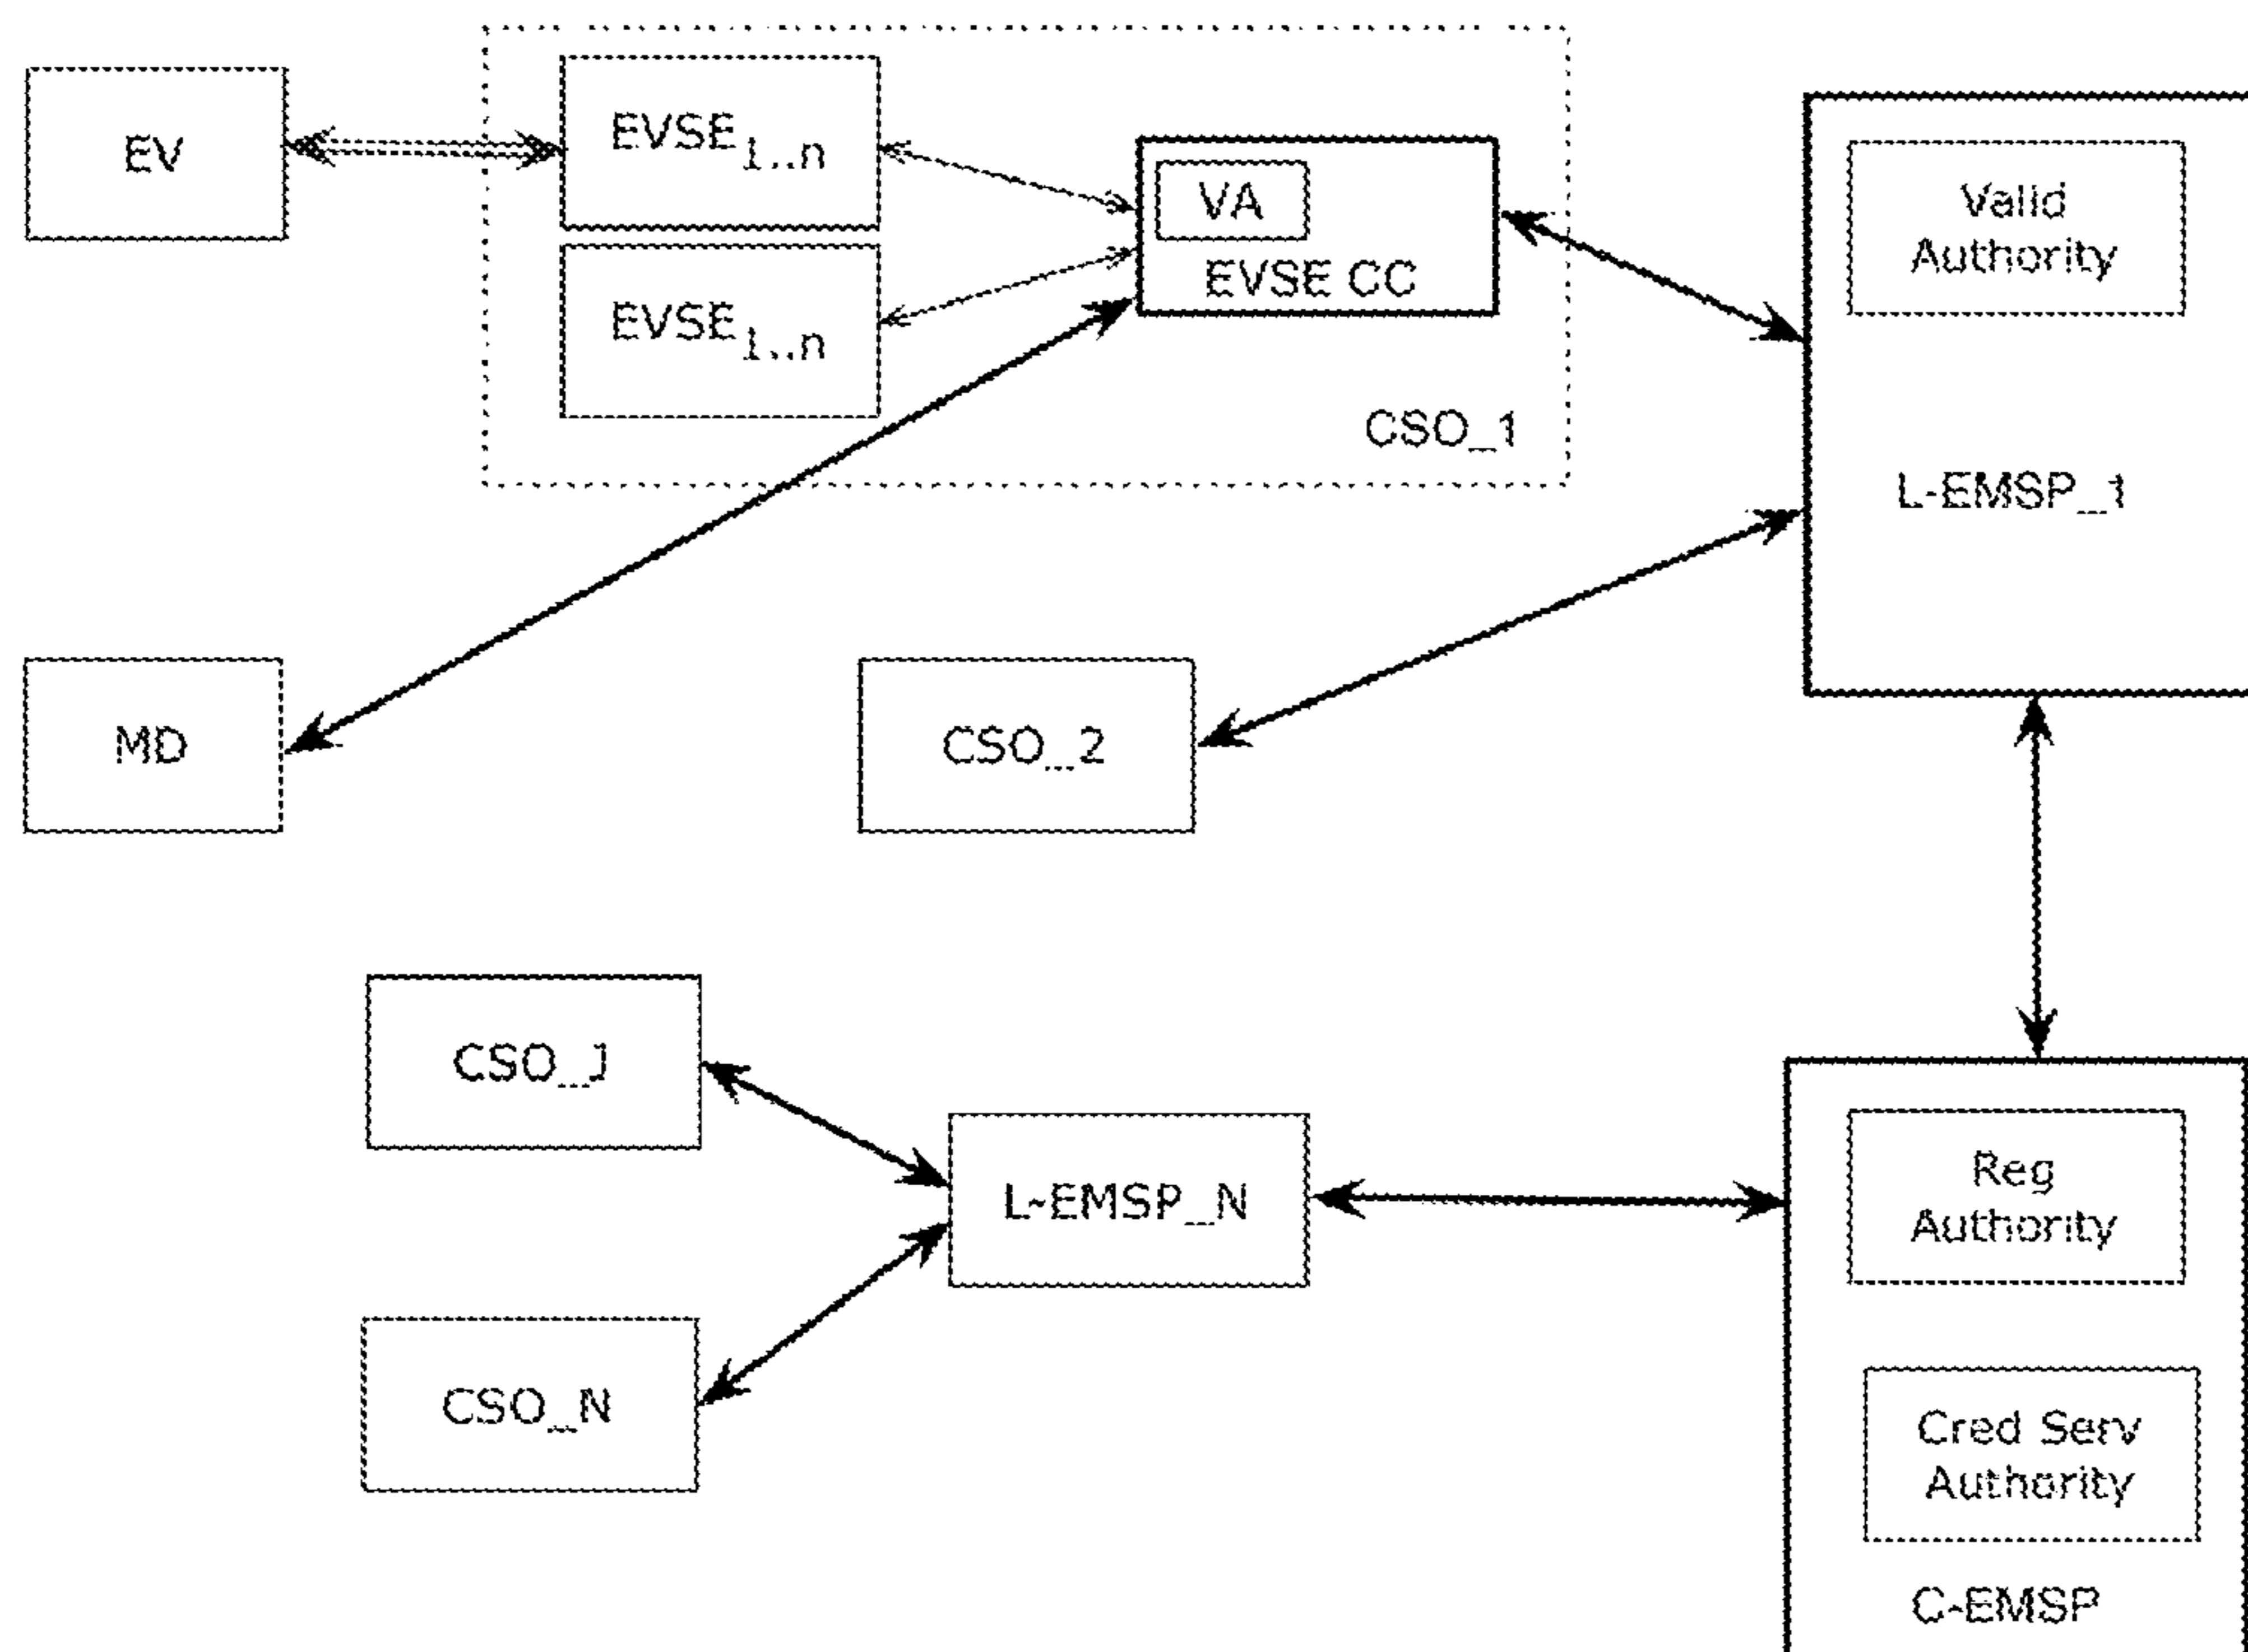 EV
EVSE1..n
EVSE1..n
VA
EVSE CC
CSO_1
Valid
Authority
L-EMSP_1
MD
CSO_2
CSO_J
L-EMSP_N
CSO_N
Reg
Authority
Cred Serv
Authority
C-EMSP